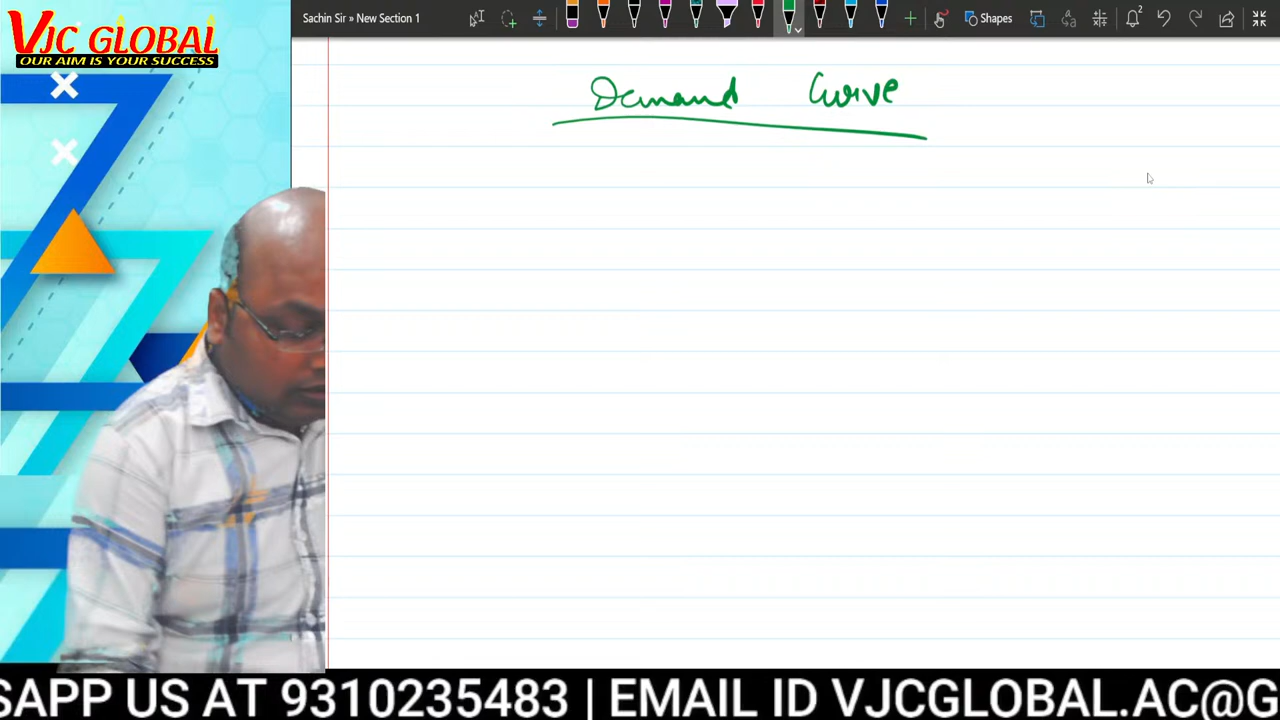 VJC GLOBAL
OUR AIM IS YOUR SUCCESS
Sachin Sir » New Section 1
Shapes
2
Demand Curve
SAPP US AT 9310235483 | EMAIL ID VJCGLOBAL.AC@G